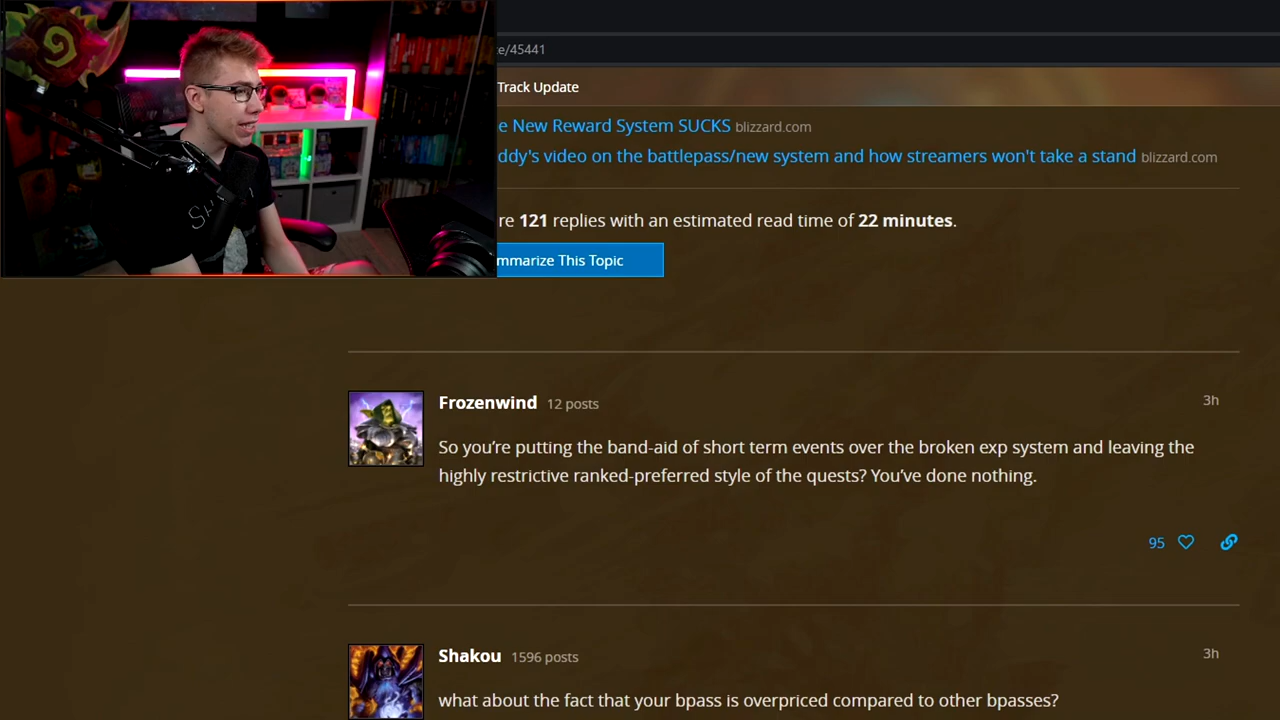 e/45441
Track Update
e New Reward System SUCKS blizzard.com
ddy's video on the battlepass/new system and how streamers won't take a stand blizzard.com
re 121 replies with an estimated read time of 22 minutes.
mmarize This Topic
Frozenwind 12 posts 3h
So you’re putting the band-aid of short term events over the broken exp system and leaving the
highly restrictive ranked-preferred style of the quests? You’ve done nothing.
95
Shakou 1596 posts 3h
what about the fact that your bpass is overpriced compared to other bpasses?